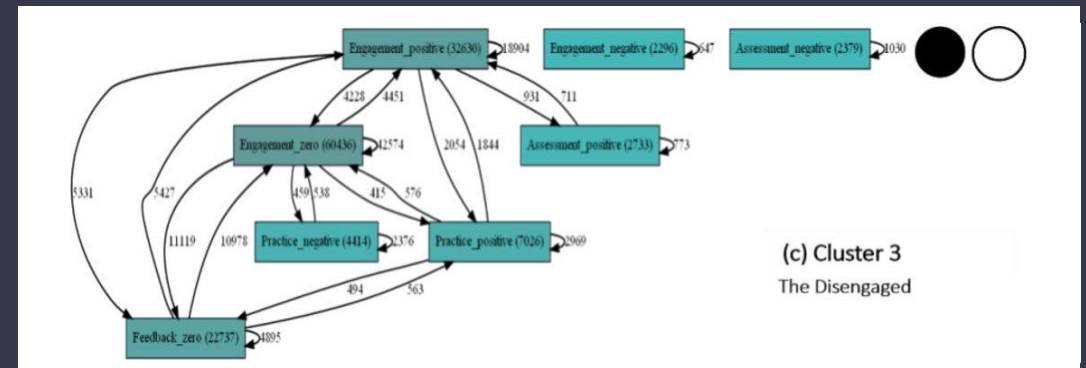 Engagement_positive (32630)
18904
Engagement_negative (2296)
647
Assessment_negative (2379)
1030
4228
4451
931
711
Engagement_zero (60436)
42574
2054
1844
Assessment_positive (2733)
773
5331
5427
459
538
415
576
11119
10978
Practice_negative (4414)
2376
Practice_positive (7026)
2969
(c) Cluster 3
The Disengaged
494
563
Feedback_zero (22737)
4895